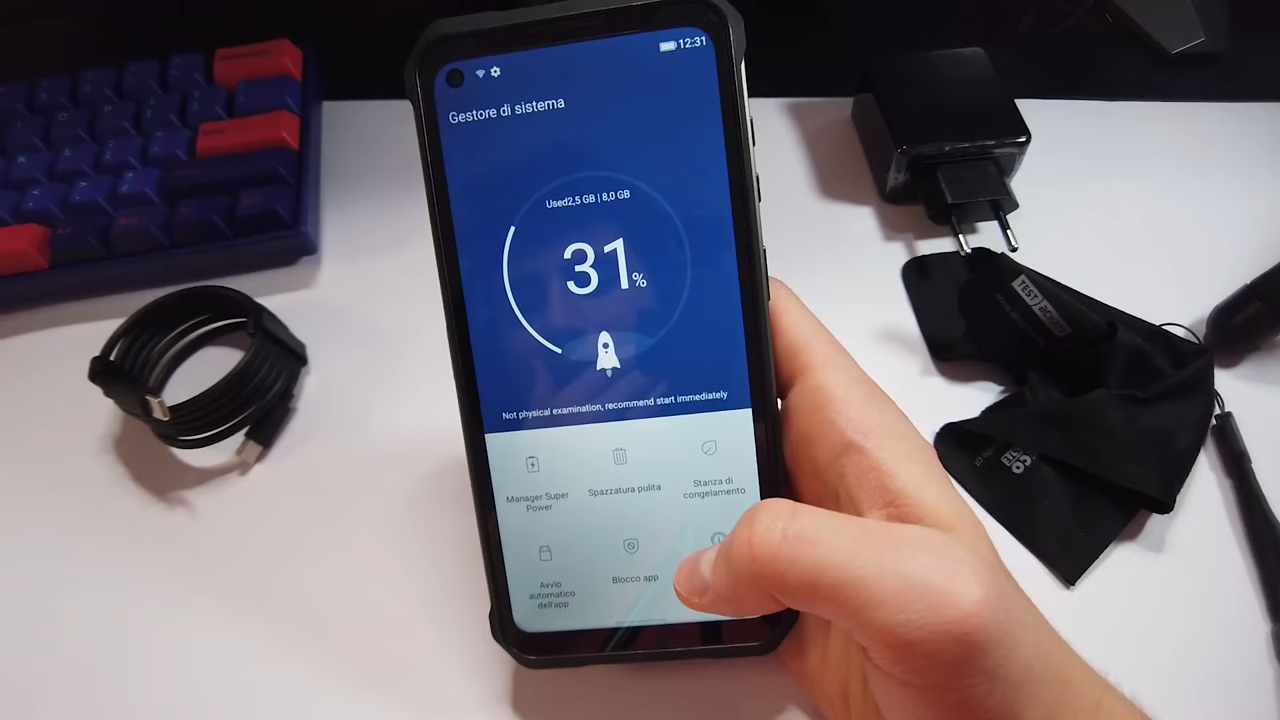 12:31
Gestore di sistema
Used2,5 GB | 8,0 GB
31%
Not physical examination, recommend start immediately
Manager Super
Power
Spazzatura pulita
Stanza di
congelamento
Avvio
automatico
dell'app
Blocco app